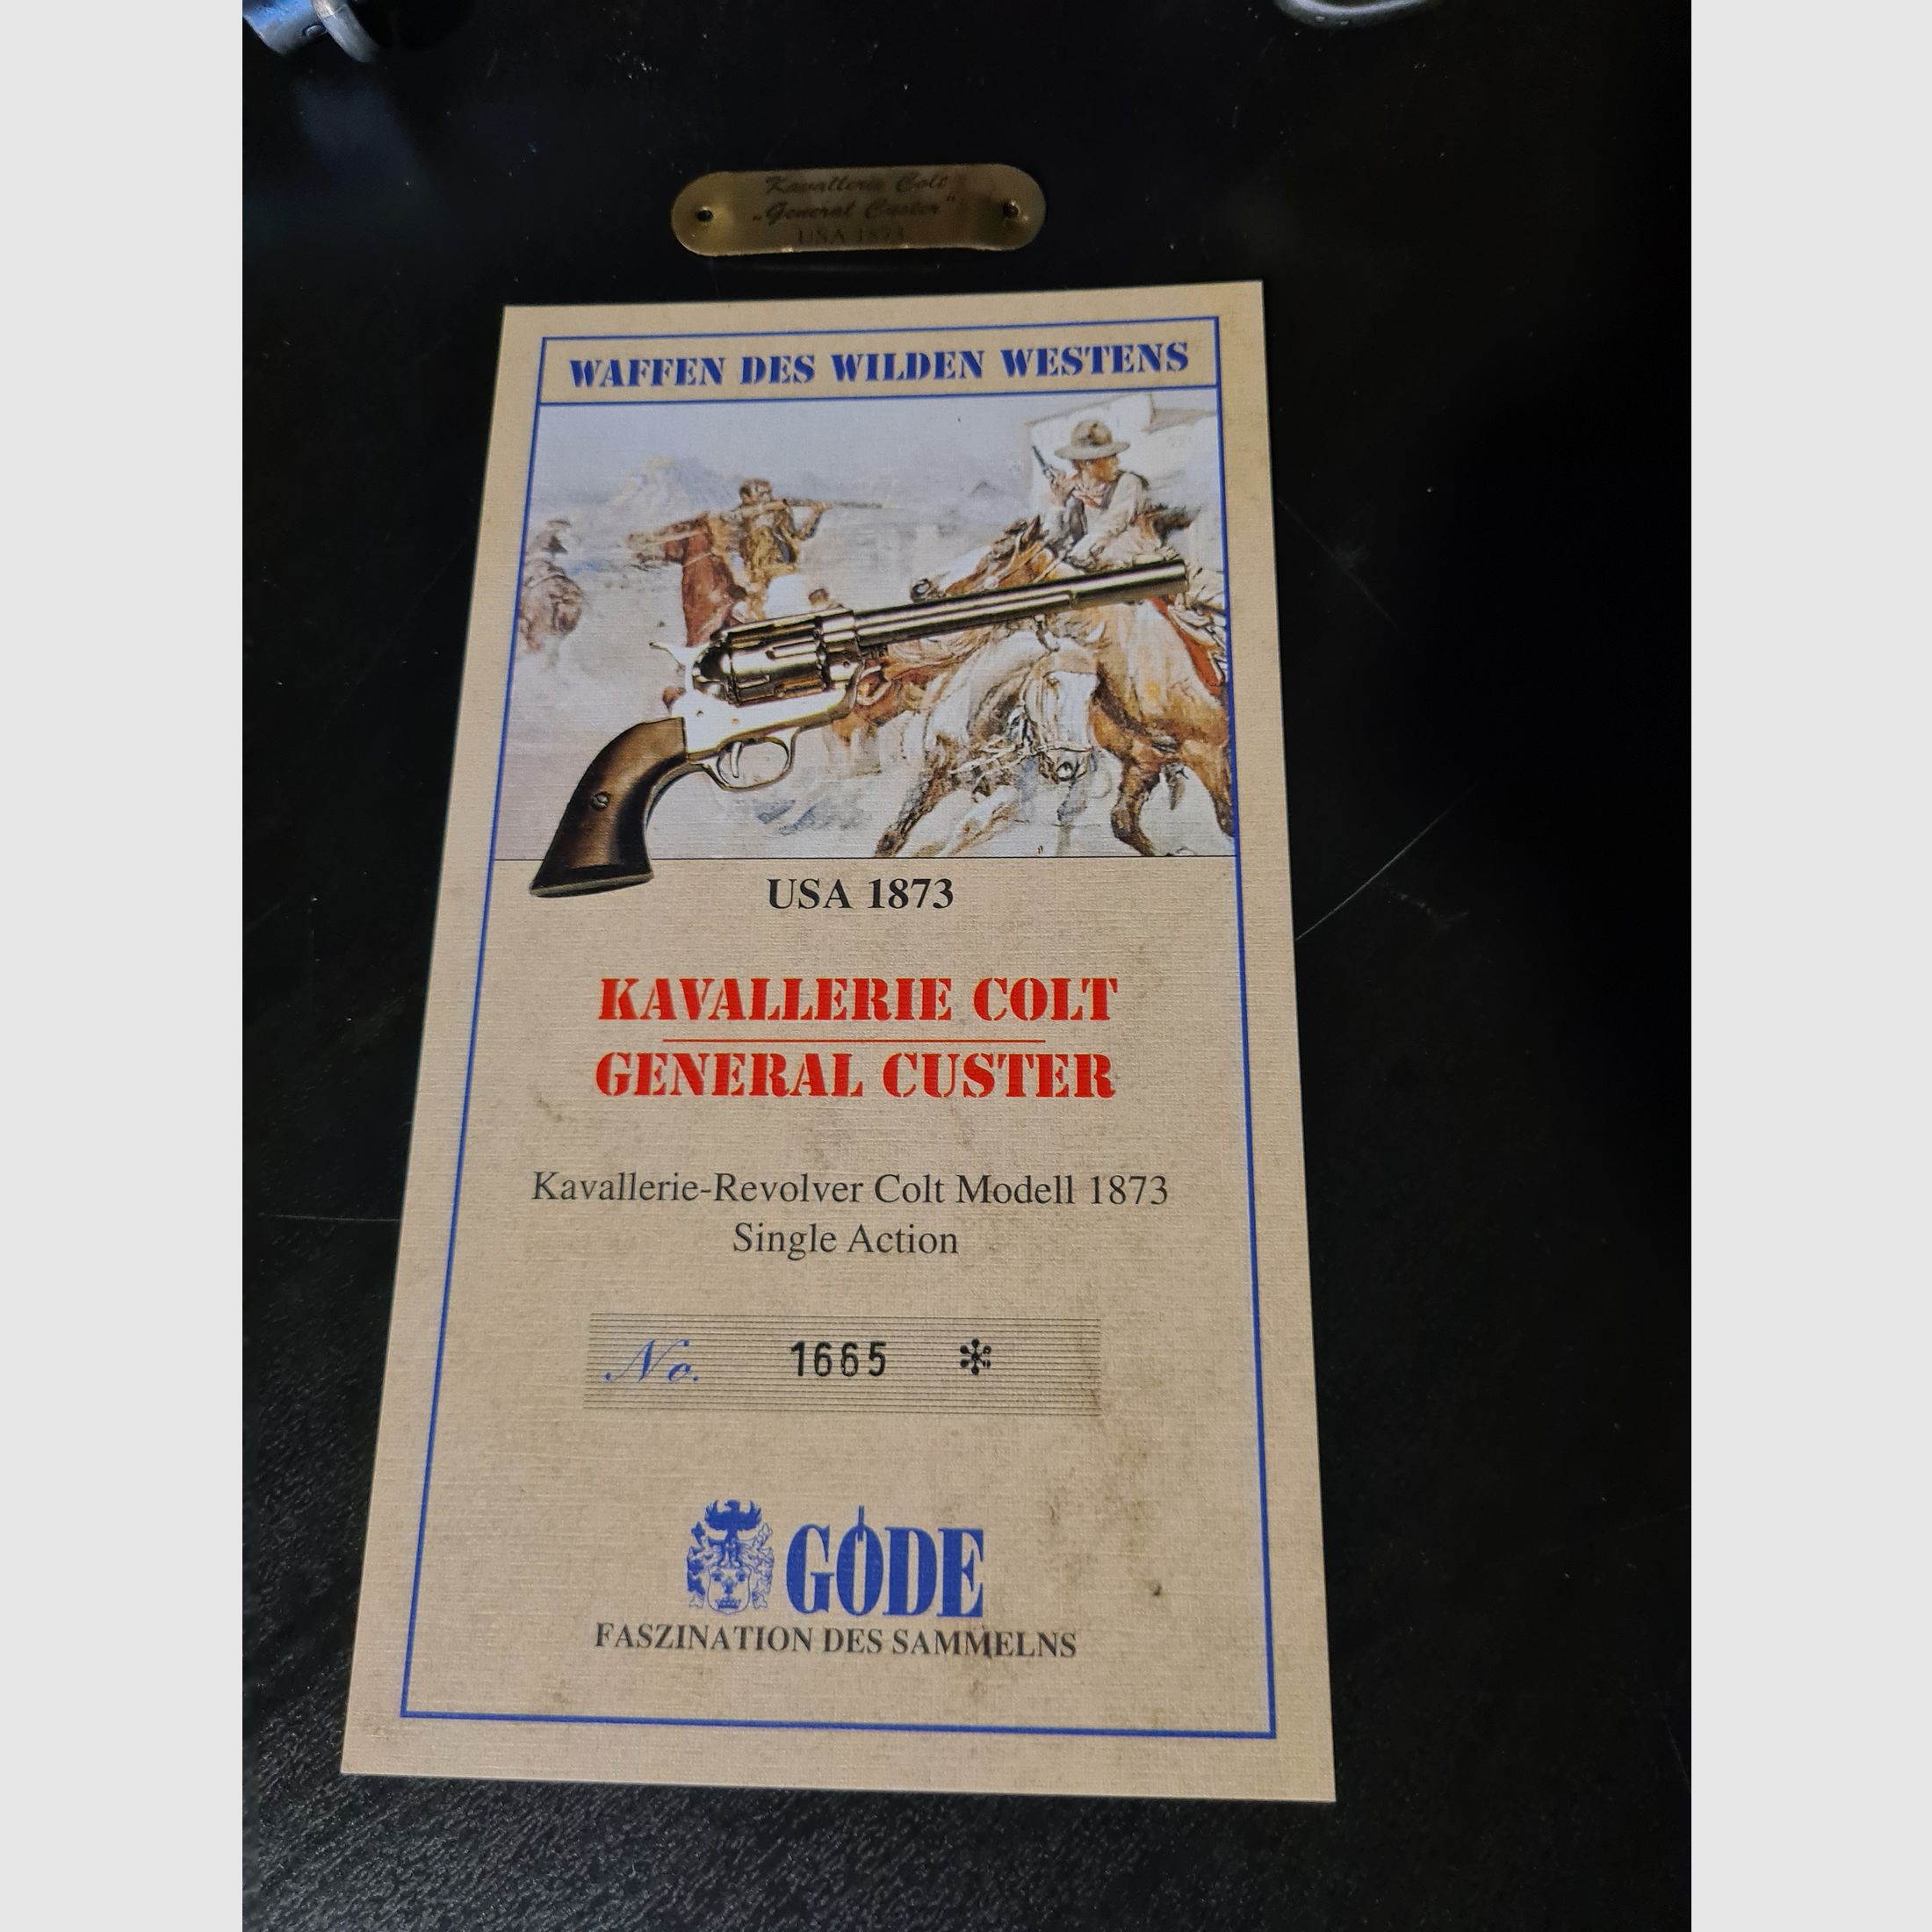 Kavallerie Colt
„General Custer“
USA 1873
WAFFEN DES WILDEN WESTENS
USA 1873
KAVALLERIE COLT
GENERAL CUSTER
Kavallerie-Revolver Colt Modell 1873
Single Action
No. 1665 *
GÖDE
FASZINATION DES SAMMELNS